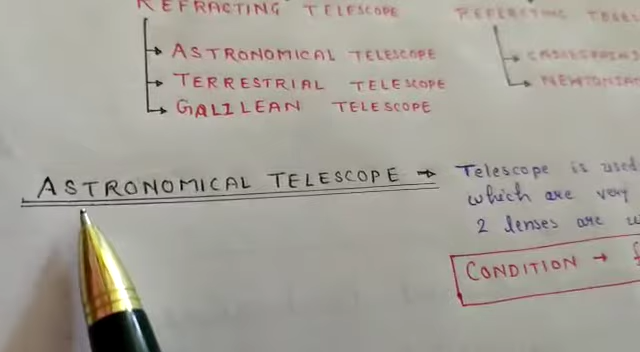 REFRACTING TELESCOPE
ASTRONOMICAL TELESCOPE
TERRESTRIAL TELESCOPE
GALILEAN TELESCOPE
ASTRONOMICAL TELESCOPE → Telescope is used
which are very
2 lenses are
CONDITION →